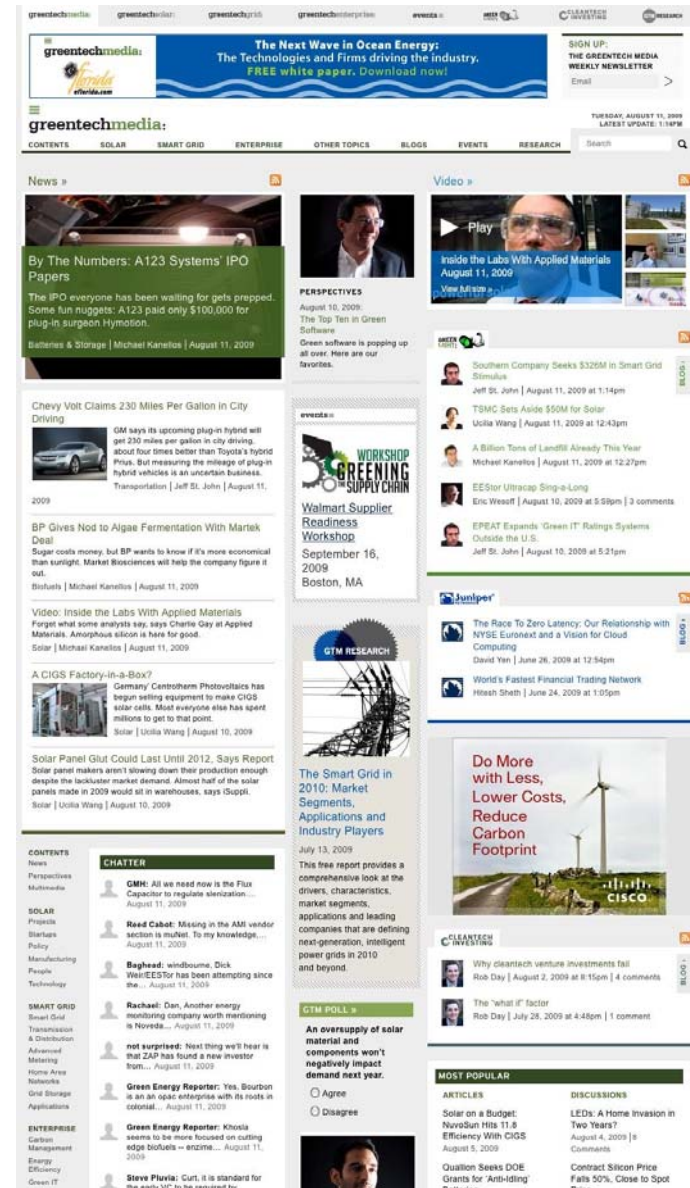 greentechmedia:
greentechsolar:
greentechgrid:
greentechenterprise:
events
GREEN LIGHT
CLEANTECH INVESTING
GTM RESEARCH
greentechmedia:
florida
eflorida.com
The Next Wave in Ocean Energy:
The Technologies and Firms driving the industry.
FREE white paper. Download now!
SIGN UP:
THE GREENTECH MEDIA
WEEKLY NEWSLETTER
Email
>
greentechmedia:
TUESDAY, AUGUST 11, 2009
LATEST UPDATE: 1:14PM
CONTENTS SOLAR SMART GRID ENTERPRISE OTHER TOPICS BLOGS EVENTS RESEARCH
Search
News »
By The Numbers: A123 Systems' IPO
Papers
The IPO everyone has been waiting for gets prepped.
Some fun nuggets: A123 paid only $100,000 for
plug-in surgeon Hymotion.
Batteries & Storage | Michael Kanellos | August 11, 2009
Chevy Volt Claims 230 Miles Per Gallon in City
Driving
GM says its upcoming plug-in hybrid will
get 230 miles per gallon in city driving,
about four times better than Toyota's hybrid
Prius. But measuring the mileage of plug-in
hybrid vehicles is an uncertain business.
Transportation | Jeff St. John | August 11,
2009
BP Gives Nod to Algae Fermentation With Martek
Deal
Sugar costs money, but BP wants to know if it's more economical
than sunlight. Market Biosciences will help the company figure it
out.
Biofuels | Michael Kanellos | August 11, 2009
Video: Inside the Labs With Applied Materials
Forget what some analysts say, says Charlie Gay at Applied
Materials. Amorphous silicon is here for good.
Solar | Michael Kanellos | August 11, 2009
A CIGS Factory-in-a-Box?
Germany' Centrotherm Photovoltaics has
begun selling equipment to make CIGS
solar cells. Most everyone else has spent
millions to get to that point.
Solar | Ucilia Wang | August 10, 2009
Solar Panel Glut Could Last Until 2012, Says Report
Solar panel makers aren't slowing down their production enough
despite the lackluster market demand. Almost half of the solar
panels made in 2009 would sit in warehouses, says iSuppli.
Solar | Ucilia Wang | August 10, 2009
PERSPECTIVES
August 10, 2009:
The Top Ten in Green
Software
Green software is popping up
all over. Here are our
favorites.
events
WORKSHOP
GREENING
THE SUPPLY CHAIN
Walmart Supplier
Readiness
Workshop
September 16,
2009
Boston, MA
GTM RESEARCH
The Smart Grid in
2010: Market
Segments,
Applications and
Industry Players
July 13, 2009
This free report provides a
comprehensive look at the
drivers, characteristics,
market segments,
applications and leading
companies that are defining
next-generation, intelligent
power grids in 2010
and beyond.
GTM POLL »
An oversupply of solar
material and
components won't
negatively impact
demand next year.
Agree
Disagree
Video »
Play
Inside the Labs With Applied Materials
August 11, 2009
View full size »
GREEN LIGHT
BLOG ›
Southern Company Seeks $326M in Smart Grid
Stimulus
Jeff St. John | August 11, 2009 at 1:14pm
TSMC Sets Aside $50M for Solar
Ucilia Wang | August 11, 2009 at 12:43pm
A Billion Tons of Landfill Already This Year
Michael Kanellos | August 11, 2009 at 12:27pm
EEStor Ultracap Sing-a-Long
Eric Wesoff | August 10, 2009 at 5:59pm | 3 comments
EPEAT Expands 'Green IT' Ratings Systems
Outside the U.S.
Jeff St. John | August 10, 2009 at 5:21pm
Juniper
BLOG ›
The Race To Zero Latency: Our Relationship with
NYSE Euronext and a Vision for Cloud
Computing
David Yen | June 26, 2009 at 12:54pm
World's Fastest Financial Trading Network
Hitesh Sheth | June 24, 2009 at 1:05pm
Do More
with Less,
Lower Costs,
Reduce
Carbon
Footprint
CISCO
CLEANTECH INVESTING
BLOG ›
Why cleantech venture investments fail
Rob Day | August 2, 2009 at 8:15pm | 4 comments
The "what if" factor
Rob Day | July 28, 2009 at 4:48pm | 1 comment
MOST POPULAR
ARTICLES
Solar on a Budget:
NuvoSun Hits 11.8
Efficiency With CIGS
August 5, 2009
Quallion Seeks DOE
Grants for 'Anti-Idling'
DISCUSSIONS
LEDs: A Home Invasion in
Two Years?
August 4, 2009 | 8
Comments
Contract Silicon Price
Falls 50%, Close to Spot
CONTENTS
News
Perspectives
Multimedia
SOLAR
Projects
Startups
Policy
Manufacturing
People
Technology
SMART GRID
Smart Grid
Transmission
& Distribution
Advanced
Metering
Home Area
Networks
Grid Storage
Applications
ENTERPRISE
Carbon
Management
Energy
Efficiency
Green IT
CHATTER
GMH: All we need now is the Flux
Capacitor to regulate slenization....
August 11, 2009
Reed Cabot: Missing in the AMI vendor
section is muNet. To my knowledge,...
August 11, 2009
Baghead: windbourne, Dick
Weir/EESTor has been attempting since
the... August 11, 2009
Rachael: Dan, Another energy
monitoring company worth mentioning
is Noveda... August 11, 2009
not surprised: Next thing we'll hear is
that ZAP has found a new investor
from... August 11, 2009
Green Energy Reporter: Yes, Bourbon
is an an opac enterprise with its roots in
colonial... August 11, 2009
Green Energy Reporter: Khosla
seems to be more focused on cutting
edge biofuels -- enzime... August 11,
2009
Steve Pluvia: Curt, it is standard for
the early VC to be required by